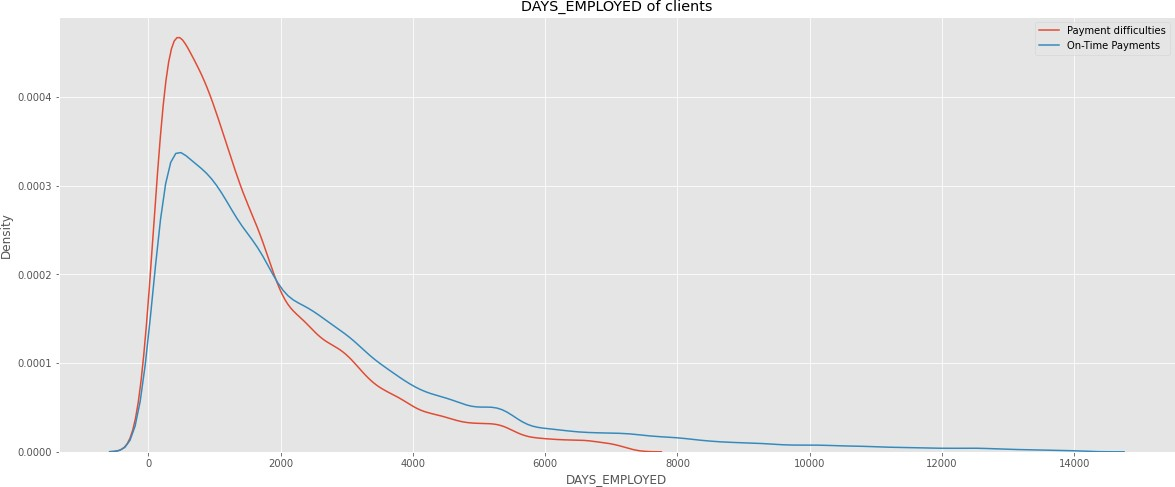 DAYS_EMPLOYED of clients
Payment difficulties
On-Time Payments
0.0004
0.0003
0.0002
0.0001
0.0000
Density
0 2000 4000 6000 8000 10000 12000 14000
DAYS_EMPLOYED